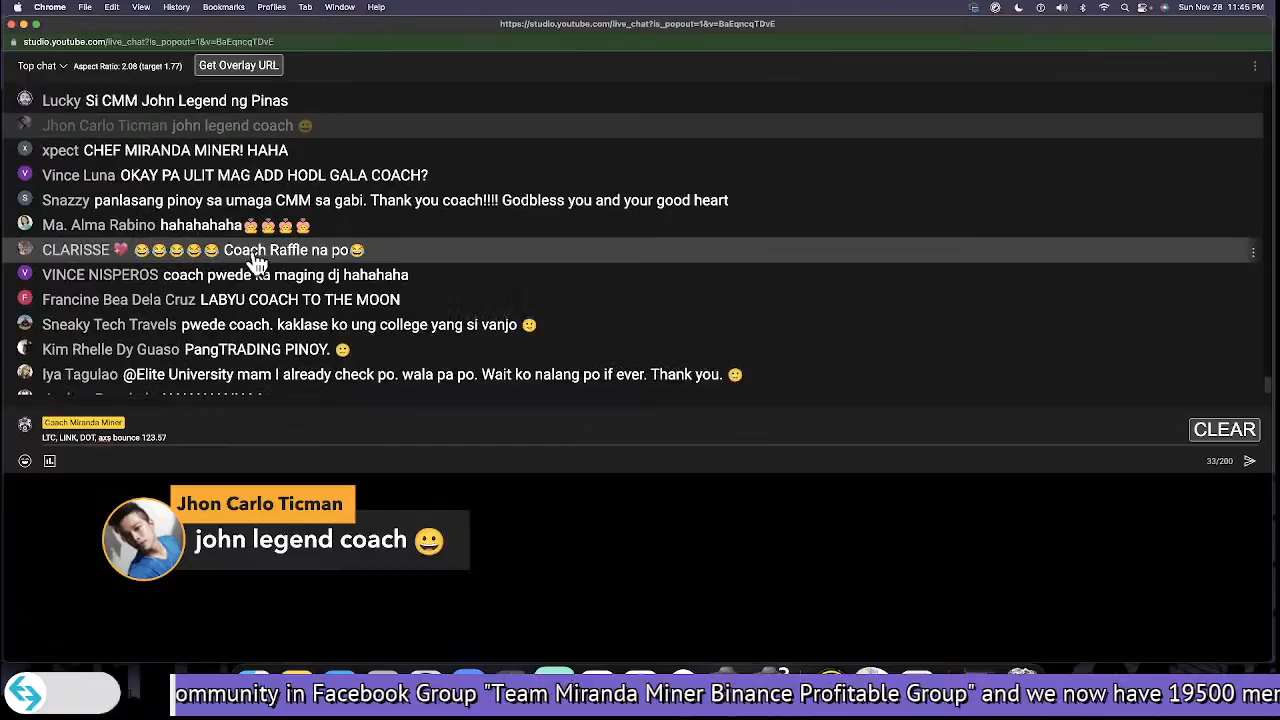 Chrome File Edit View History Bookmarks Profiles Tab Window Help Sun Nov 28 11:45 PM
https://studio.youtube.com/live_chat?is_popout=1&v=BaEqncqTDvE
studio.youtube.com/live_chat?is_popout=1&v=BaEqncqTDvE
Top chat Aspect Ratio: 2.08 (target 1.77) Get Overlay URL
Lucky Si CMM John Legend ng Pinas
Jhon Carlo Ticman john legend coach 😀
x xpect CHEF MIRANDA MINER! HAHA
V Vince Luna OKAY PA ULIT MAG ADD HODL GALA COACH?
S Snazzy panlasang pinoy sa umaga CMM sa gabi. Thank you coach!!!! Godbless you and your good heart
Ma. Alma Rabino hahahahaha
CLARISSE 💖 😂😂😂😂😂 Coach Raffle na po😂
V VINCE NISPEROS coach pwede ka maging dj hahahaha
F Francine Bea Dela Cruz LABYU COACH TO THE MOON
Sneaky Tech Travels pwede coach. kaklase ko ung college yang si vanjo 🙂
Kim Rhelle Dy Guaso PangTRADING PINOY. 🙂
Iya Tagulao @Elite University mam I already check po. wala pa po. Wait ko nalang po if ever. Thank you. 🙂
Coach Miranda Miner
LTC, LINK, DOT, axs bounce 123.57
CLEAR
33/200
Jhon Carlo Ticman
john legend coach 😀
ommunity in Facebook Group "Team Miranda Miner Binance Profitable Group" and we now have 19500 mer